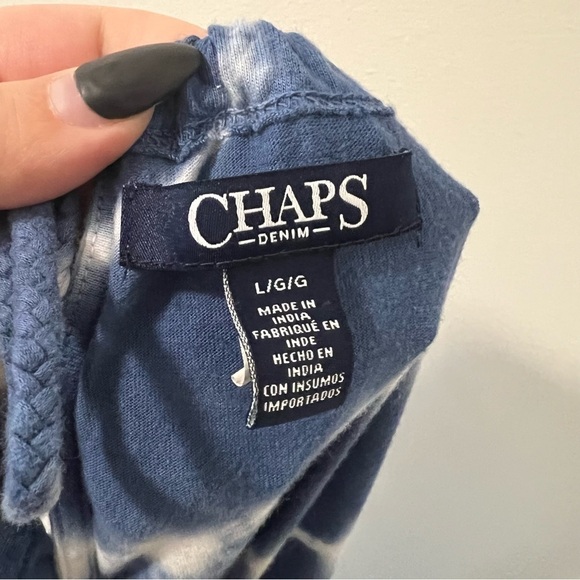 CHAPS
DENIM
L/G/G
MADE IN
INDIA
FABRIQUÉ EN
INDE
HECHO EN
INDIA
CON INSUMOS
IMPORTADOS